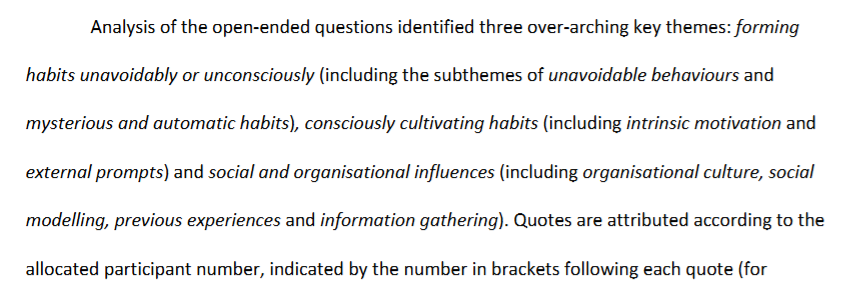 Analysis of the open-ended questions identified three over-arching key themes: forming
habits unavoidably or unconsciously (including the subthemes of unavoidable behaviours and
mysterious and automatic habits), consciously cultivating habits (including intrinsic motivation and
external prompts) and social and organisational influences (including organisational culture, social
modelling, previous experiences and information gathering). Quotes are attributed according to the
allocated participant number, indicated by the number in brackets following each quote (for